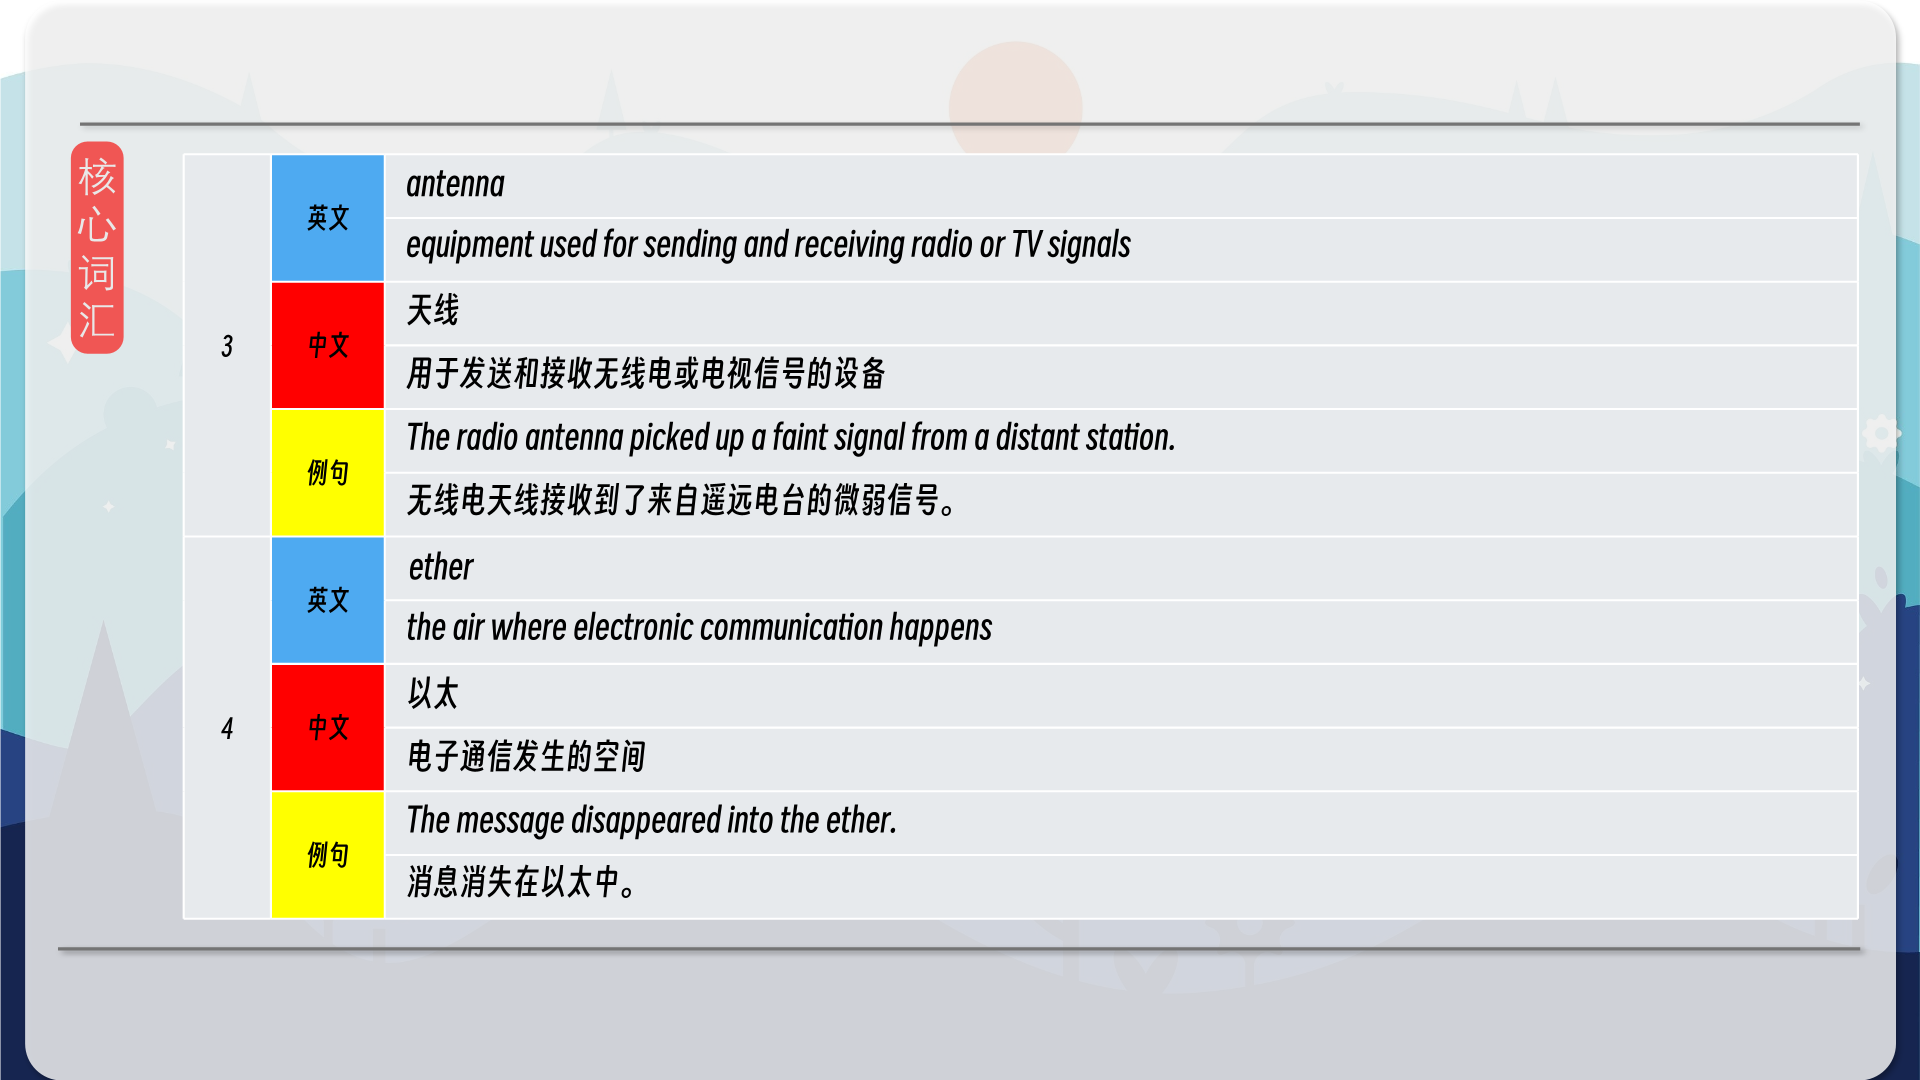 核心词汇
3
英文
antenna
equipment used for sending and receiving radio or TV signals
中文
天线
用于发送和接收无线电或电视信号的设备
例句
The radio antenna picked up a faint signal from a distant station.
无线电天线接收到了来自遥远电台的微弱信号。
4
英文
ether
the air where electronic communication happens
中文
以太
电子通信发生的空间
例句
The message disappeared into the ether.
消息消失在以太中。